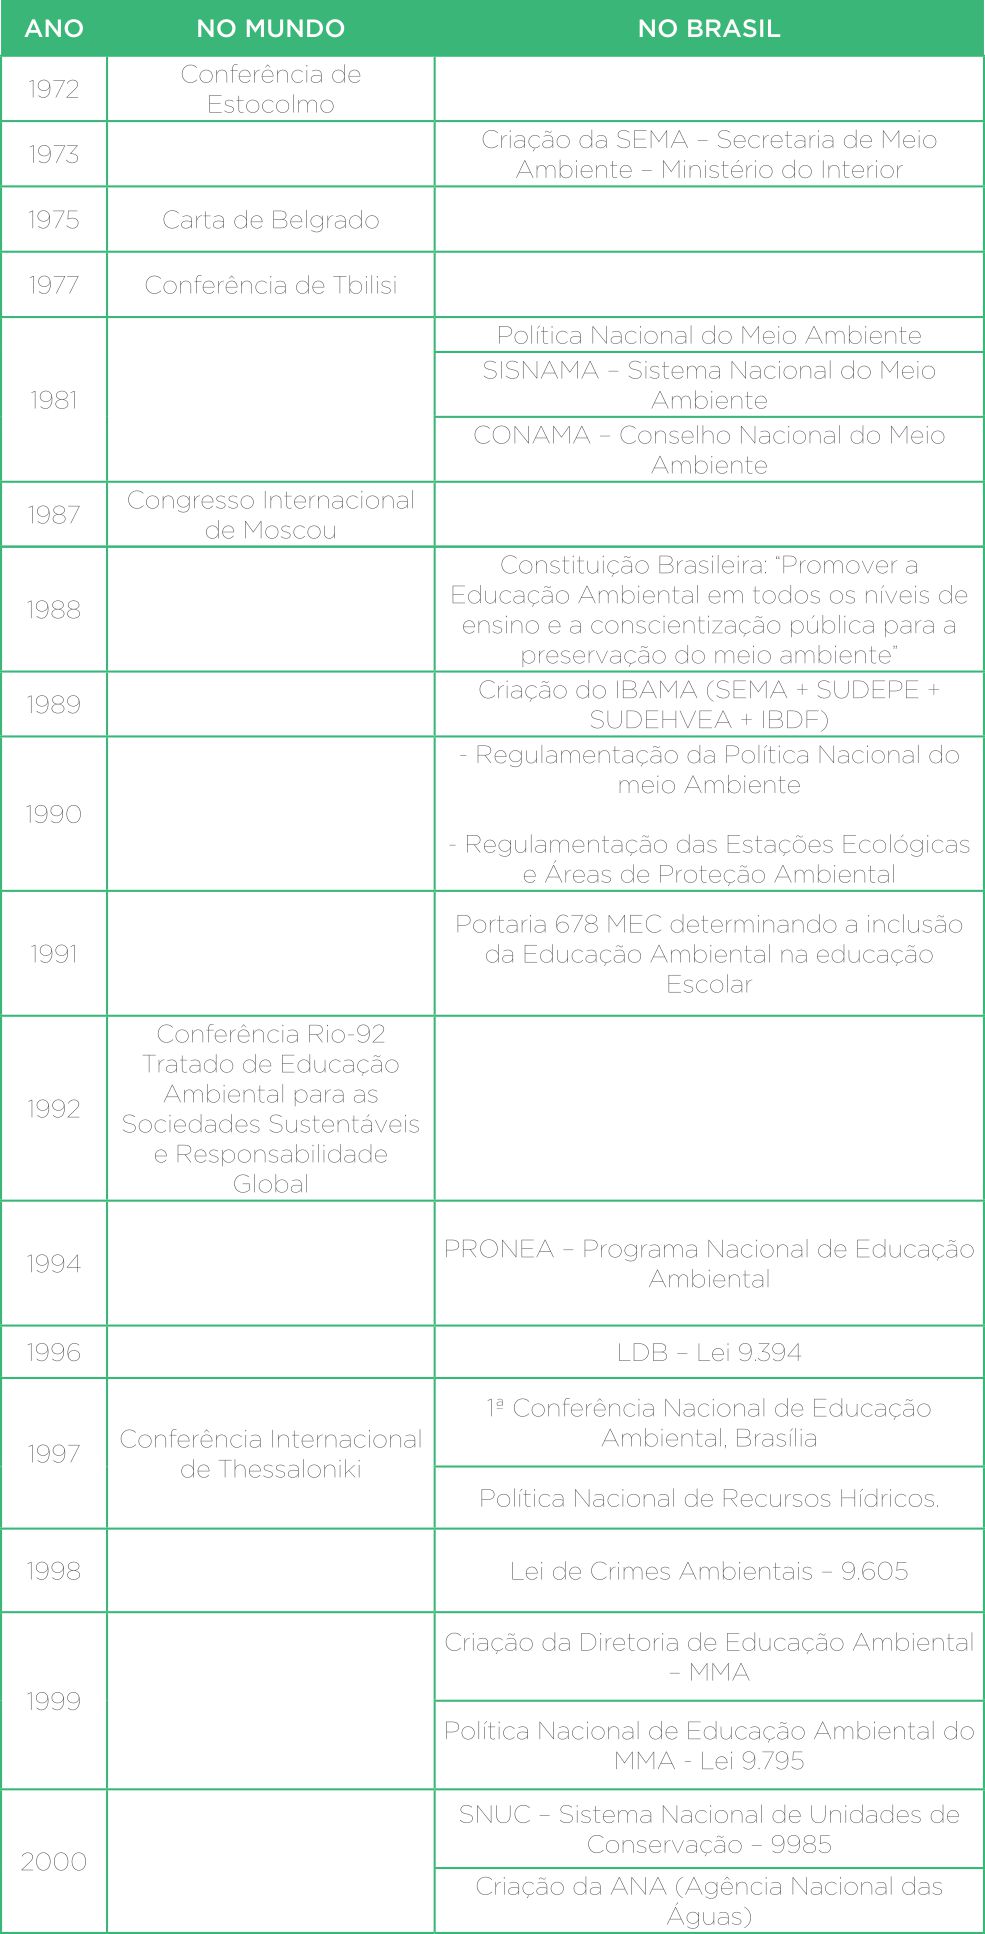 ANO NO MUNDO NO BRASIL
1972
Conferência de
Estocolmo
1973
Criação da SEMA – Secretaria de Meio
Ambiente – Ministério do Interior
1975
Carta de Belgrado
1977
Conferência de Tbilisi
1981
Política Nacional do Meio Ambiente
SISNAMA – Sistema Nacional do Meio
Ambiente
CONAMA – Conselho Nacional do Meio
Ambiente
1987
Congresso Internacional
de Moscou
1988
Constituição Brasileira: “Promover a
Educação Ambiental em todos os níveis de
ensino e a conscientização pública para a
preservação do meio ambiente”
1989
Criação do IBAMA (SEMA + SUDEPE +
SUDEHVEA + IBDF)
1990
- Regulamentação da Política Nacional do
meio Ambiente
- Regulamentação das Estações Ecológicas
e Áreas de Proteção Ambiental
1991
Portaria 678 MEC determinando a inclusão
da Educação Ambiental na educação
Escolar
1992
Conferência Rio-92
Tratado de Educação
Ambiental para as
Sociedades Sustentáveis
e Responsabilidade
Global
1994
PRONEA – Programa Nacional de Educação
Ambiental
1996
LDB – Lei 9.394
1997
Conferência Internacional
de Thessaloniki
1ª Conferência Nacional de Educação
Ambiental, Brasília
Política Nacional de Recursos Hídricos.
1998
Lei de Crimes Ambientais – 9.605
1999
Criação da Diretoria de Educação Ambiental
– MMA
Política Nacional de Educação Ambiental do
MMA - Lei 9.795
2000
SNUC – Sistema Nacional de Unidades de
Conservação – 9985
Criação da ANA (Agência Nacional das
Águas)